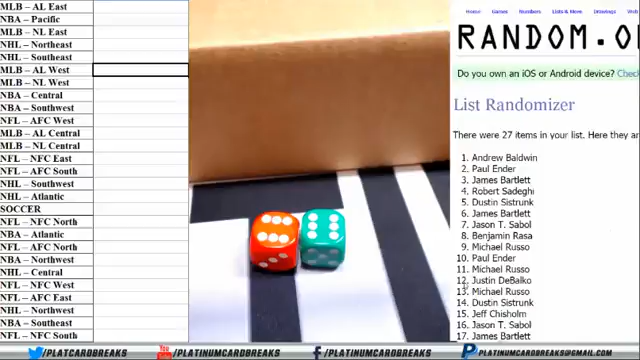 MLB – AL East
NBA – Pacific
MLB – NL East
NHL – Northeast
NHL – Southeast
MLB – AL West
MLB – NL West
NBA – Central
NBA – Southwest
NFL – AFC West
MLB – AL Central
MLB – NL Central
NFL – NFC East
NFL – AFC South
NHL – Southwest
NHL – Atlantic
SOCCER
NFL – NFC North
NBA – Atlantic
NFL – AFC North
NBA – Northwest
NHL – Central
NFL – NFC West
NFL – AFC East
NHL – Northwest
NBA – Southeast
NFL – NFC South
Home Games Numbers Lists & More Drawings Web
RANDOM.O
Do you own an iOS or Android device? Check
List Randomizer
There were 27 items in your list. Here they ar
1. Andrew Baldwin
2. Paul Ender
3. James Bartlett
4. Robert Sadeghi
5. Dustin Sistrunk
6. James Bartlett
7. Jason T. Sabol
8. Benjamin Rasa
9. Michael Russo
10. Paul Ender
11. Michael Russo
12. Justin DeBalko
13. Michael Russo
14. Dustin Sistrunk
15. Jeff Chisholm
16. Jason T. Sabol
17. James Bartlett
/PLATCARDBREAKS
/PLATINUMCARDBREAKS
/PLATINUMCARDBREAKS
PLATINUMCARDBREAKS@GMAIL.COM